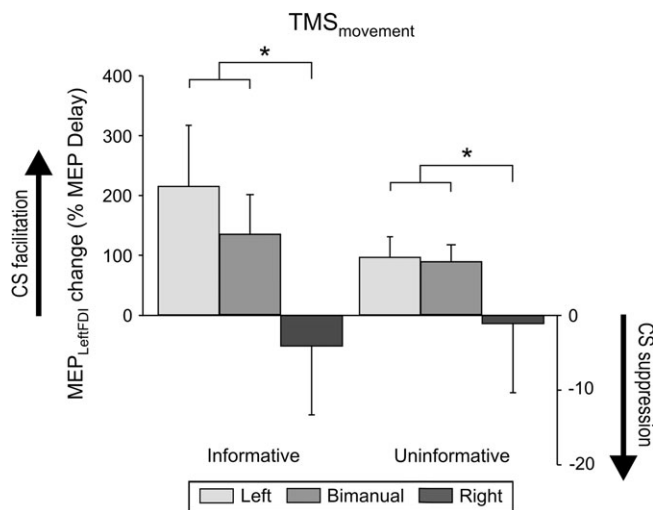 TMSmovement
CS facilitation
MEPLeftFDI change (% MEP Delay)
400
300
200
100
0
*
*
0
-10
-20
CS suppression
Informative
Uninformative
Left
Bimanual
Right